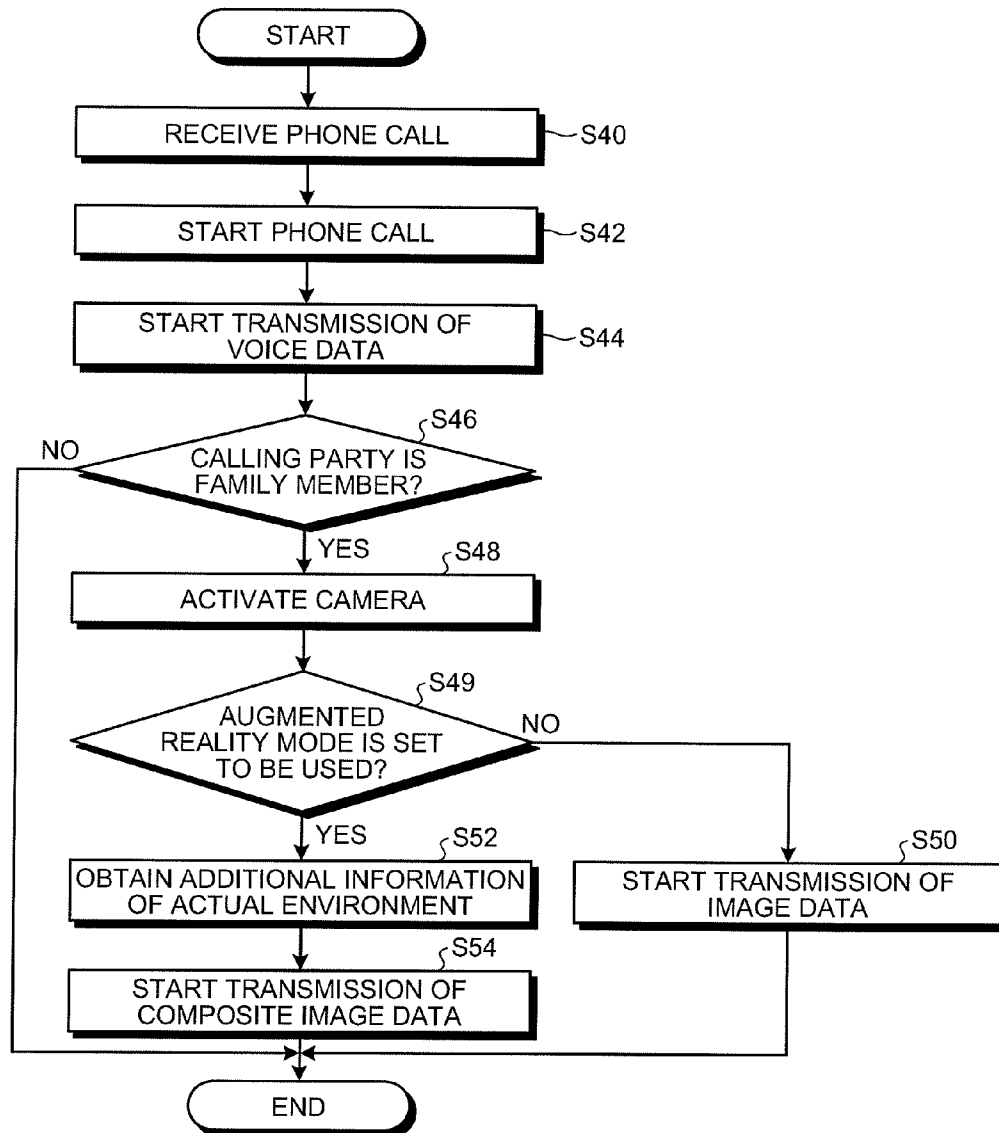 START
RECEIVE PHONE CALL
S40
START PHONE CALL
S42
START TRANSMISSION OF
VOICE DATA
S44
S46
NO
CALLING PARTY IS
FAMILY MEMBER?
YES
S48
ACTIVATE CAMERA
S49
AUGMENTED
REALITY MODE IS SET
TO BE USED?
NO
YES
S52
OBTAIN ADDITIONAL INFORMATION
OF ACTUAL ENVIRONMENT
S50
START TRANSMISSION OF
IMAGE DATA
S54
START TRANSMISSION OF
COMPOSITE IMAGE DATA
END